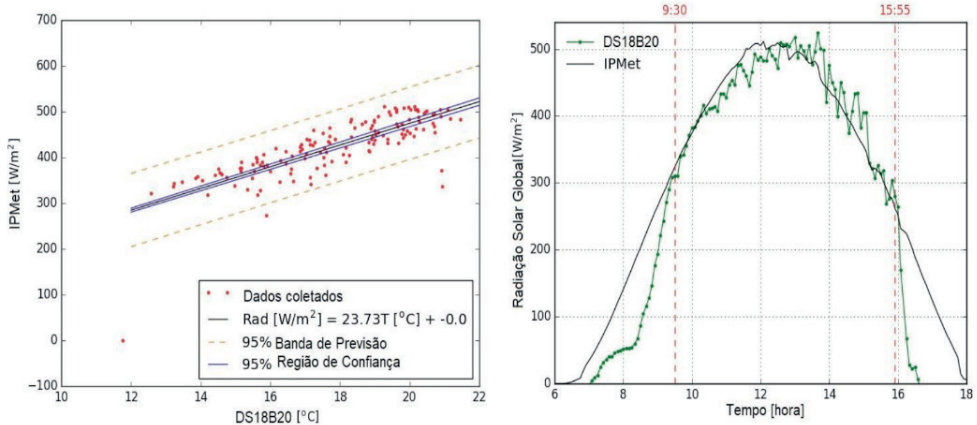 700
600
500
400
300
200
100
0
−100
IPMet [W/m²]
Dados coletados
Rad [W/m²] = 23.73T [°C] + -0.0
95% Banda de Previsão
95% Região de Confiança
10 12 14 16 18 20 22
DS18B20 [°C]
9:30 15:55
DS18B20
IPMet
500
400
300
200
100
0
Radiação Solar Global[W/m²]
6 8 10 12 14 16 18
Tempo [hora]